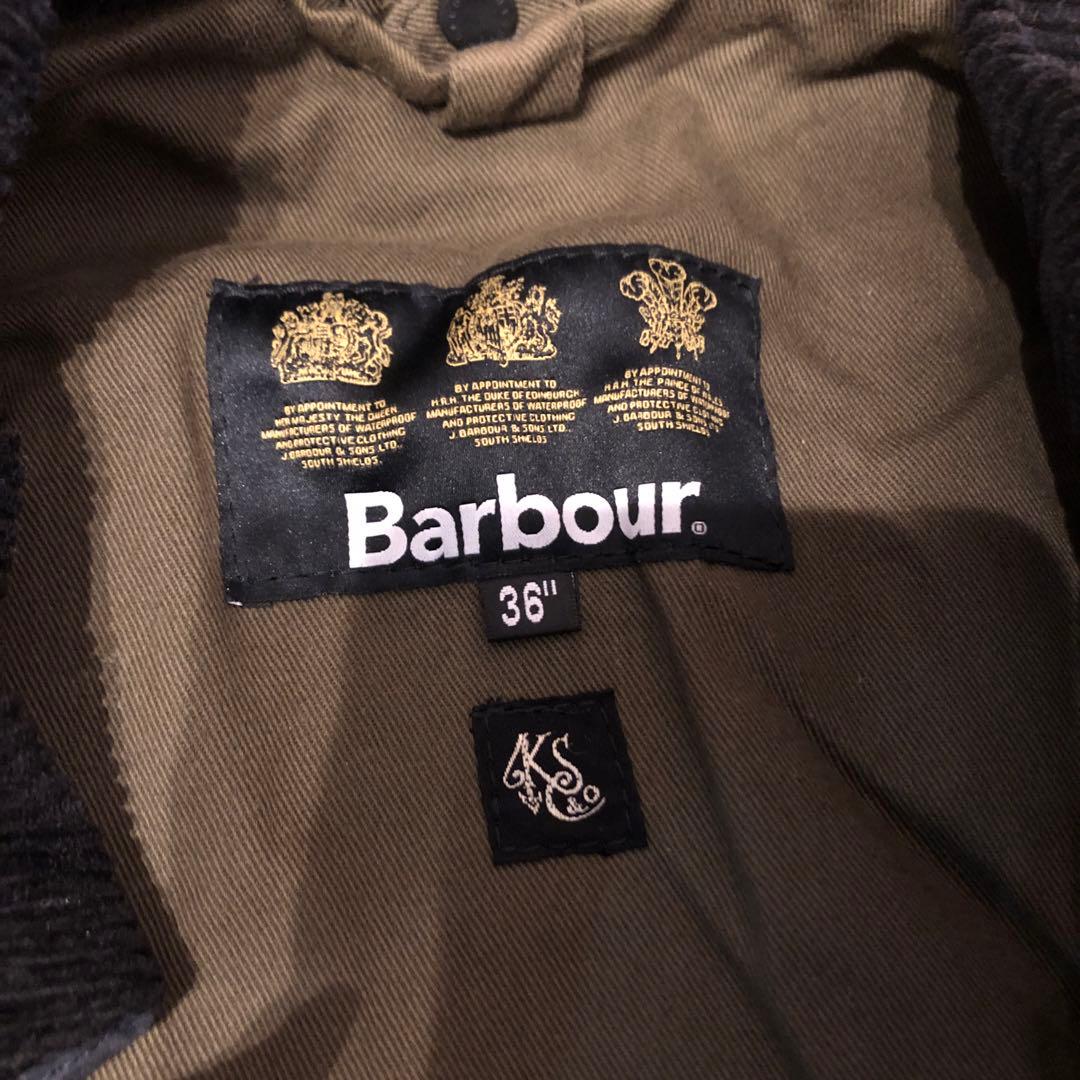 BY APPOINTMENT TO
HER MAJESTY THE QUEEN
MANUFACTURERS OF WATERPROOF
AND PROTECTIVE CLOTHING
J. BARBOUR & SONS LTD.,
SOUTH SHIELDS.
BY APPOINTMENT TO
H.R.H. THE DUKE OF EDINBURGH
MANUFACTURERS OF WATERPROOF
AND PROTECTIVE CLOTHING
J. BARBOUR & SONS LTD.,
SOUTH SHIELDS.
BY APPOINTMENT TO
H.R.H. THE PRINCE OF WALES
MANUFACTURERS OF WATERPROOF
AND PROTECTIVE CLOTHING
J. BARBOUR & SONS LTD.,
SOUTH SHIELDS
Barbour®
36"
KS
&Co